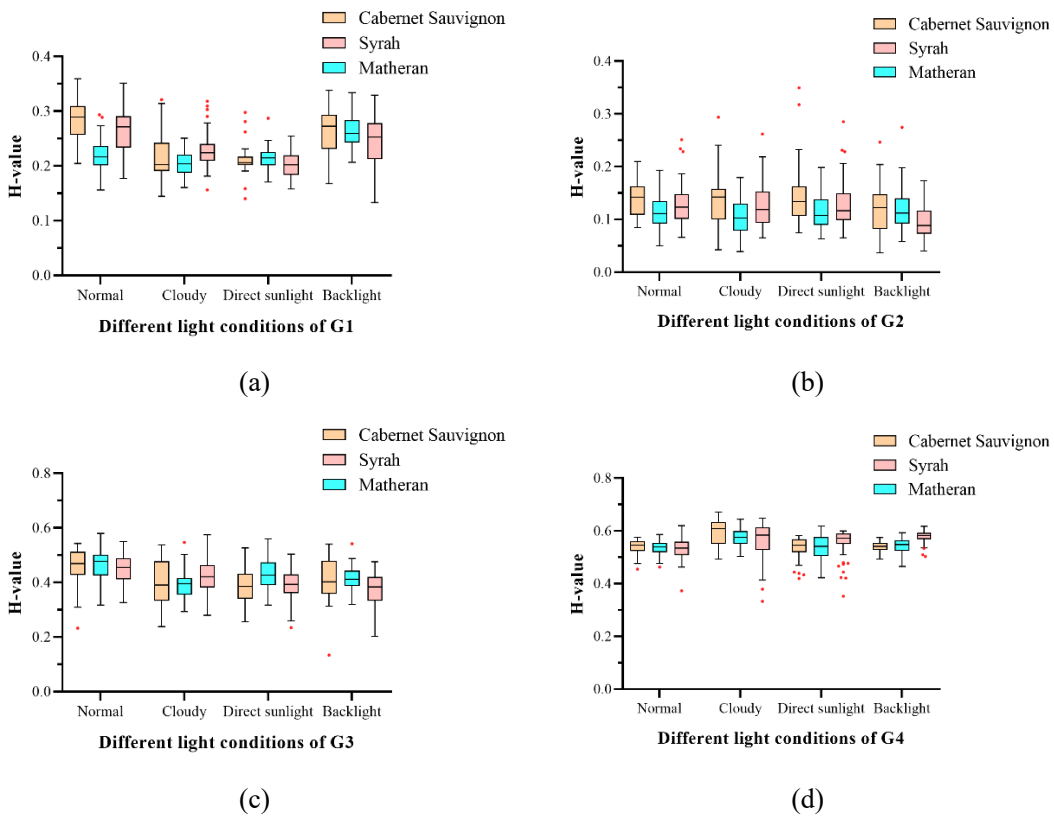 Cabernet Sauvignon
Syrah
Matheran
H-value
0.4
0.3
0.2
0.1
0.0
Normal Cloudy Direct sunlight Backlight
Different light conditions of G1
(a)
Cabernet Sauvignon
Syrah
Matheran
H-value
0.4
0.3
0.2
0.1
0.0
Normal Cloudy Direct sunlight Backlight
Different light conditions of G2
(b)
Cabernet Sauvignon
Syrah
Matheran
H-value
0.8
0.6
0.4
0.2
0.0
Normal Cloudy Direct sunlight Backlight
Different light conditions of G3
(c)
Cabernet Sauvignon
Syrah
Matheran
H-value
0.8
0.6
0.4
0.2
0.0
Normal Cloudy Direct sunlight Backlight
Different light conditions of G4
(d)